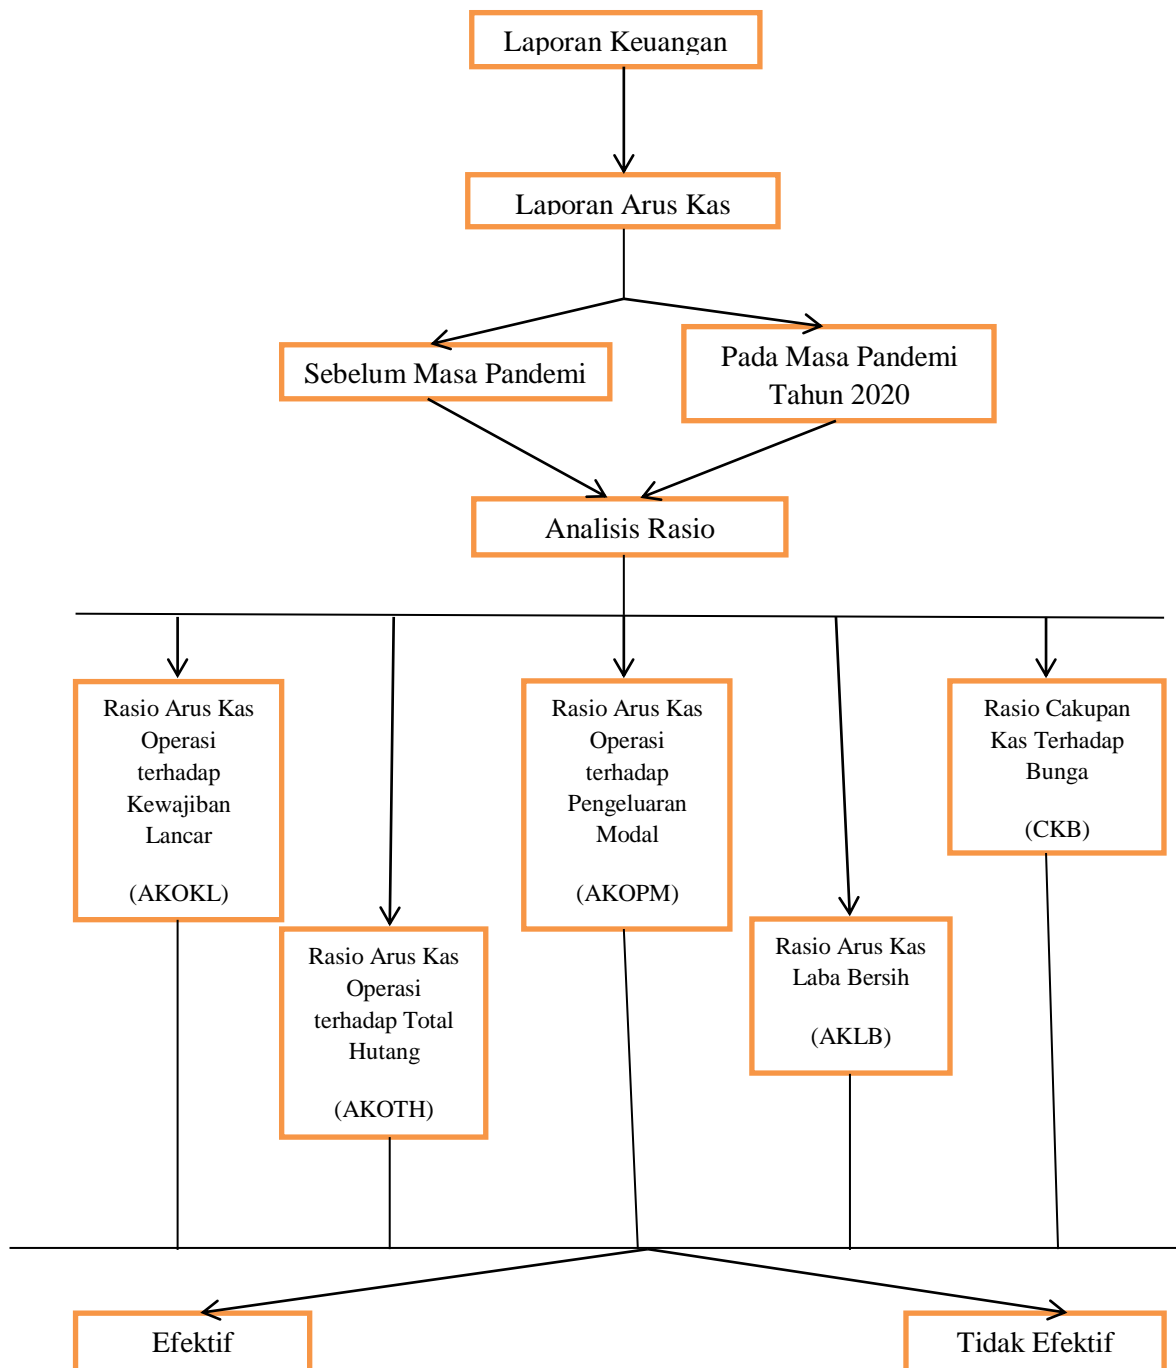 Laporan Keuangan
Laporan Arus Kas
Sebelum Masa Pandemi
Pada Masa Pandemi
Tahun 2020
Analisis Rasio
Rasio Arus Kas
Operasi
terhadap
Kewajiban
Lancar
(AKOKL)
Rasio Arus Kas
Operasi
terhadap Total
Hutang
(AKOTH)
Rasio Arus Kas
Operasi
terhadap
Pengeluaran
Modal
(AKOPM)
Rasio Arus Kas
Laba Bersih
(AKLB)
Rasio Cakupan
Kas Terhadap
Bunga
(CKB)
Efektif
Tidak Efektif